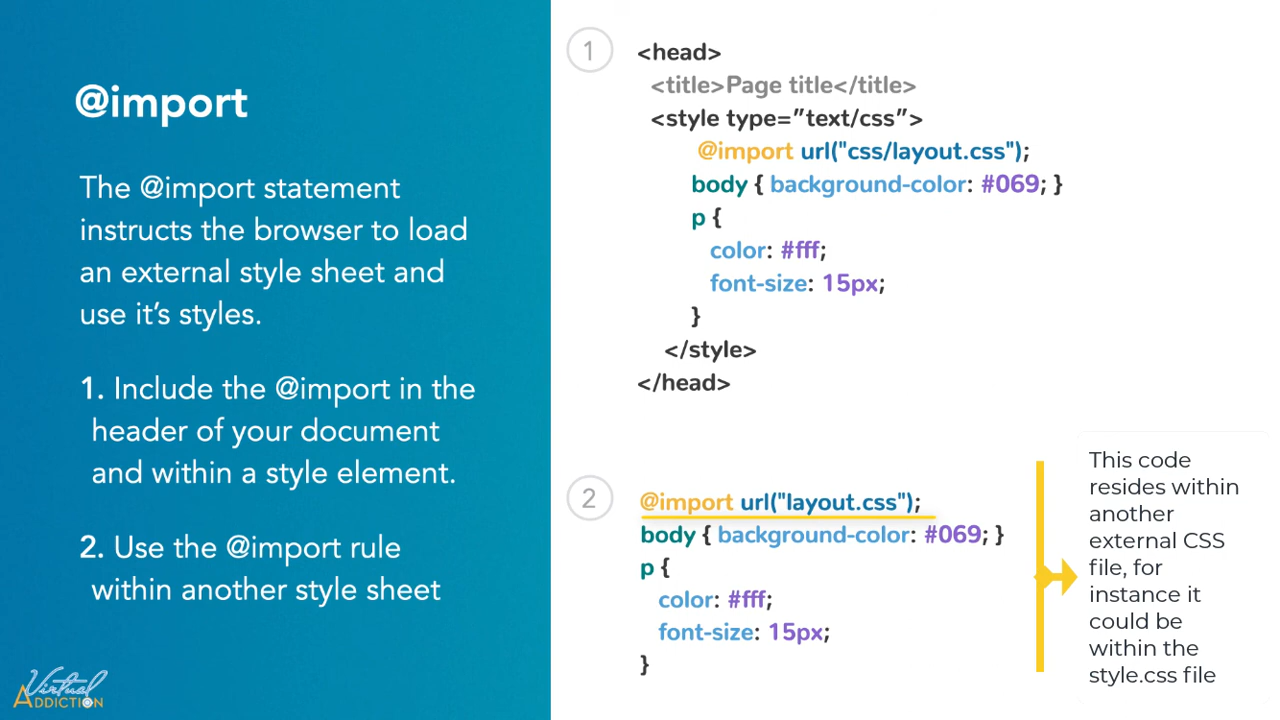 @import
The @import statement
instructs the browser to load
an external style sheet and
use it’s styles.
1. Include the @import in the
header of your document
and within a style element.
2. Use the @import rule
within another style sheet
Virtual
ADDICTION
1
<head>
<title>Page title</title>
<style type=”text/css”>
@import url("css/layout.css");
body { background-color: #069; }
p {
color: #fff;
font-size: 15px;
}
</style>
</head>
2
@import url("layout.css");
body { background-color: #069; }
p {
color: #fff;
font-size: 15px;
}
This code
resides within
another
external CSS
file, for
instance it
could be
within the
style.css file